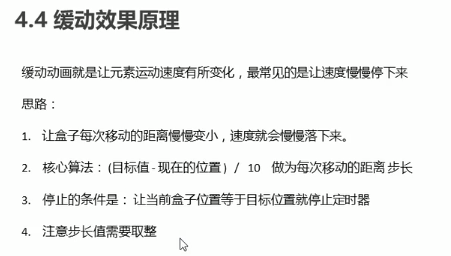 4.4 缓动效果原理
缓动动画就是让元素运动速度有所变化，最常见的是让速度慢慢停下来
思路：
1. 让盒子每次移动的距离慢慢变小，速度就会慢慢落下来。
2. 核心算法：(目标值 - 现在的位置) / 10 做为每次移动的距离 步长
3. 停止的条件是：让当前盒子位置等于目标位置就停止定时器
4. 注意步长值需要取整